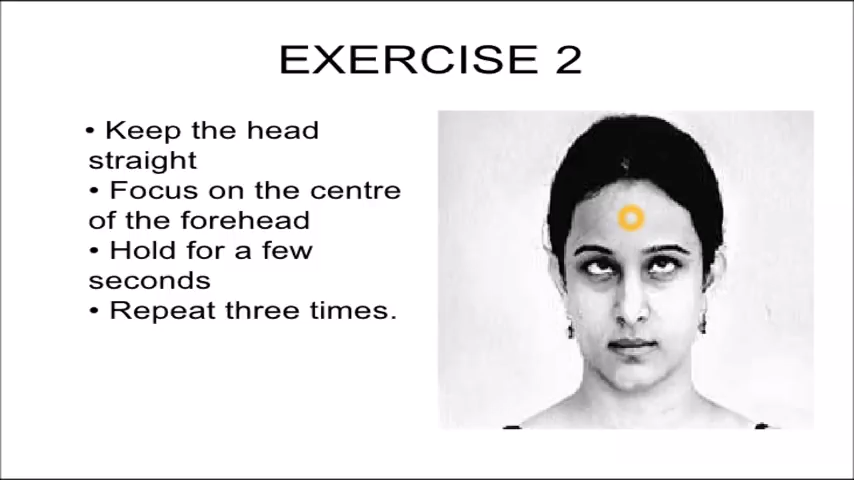 EXERCISE 2
• Keep the head
straight
• Focus on the centre
of the forehead
• Hold for a few
seconds
• Repeat three times.